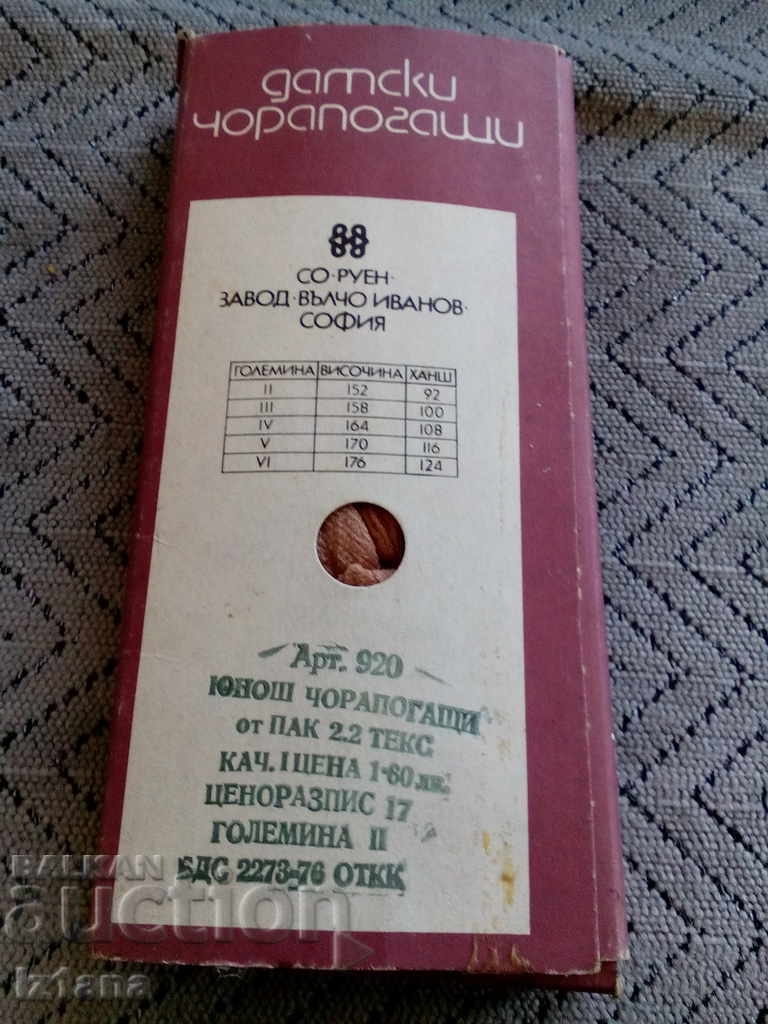 дамски
чорапогащи
СО·РУЕН·
ЗАВОД·ВЪЛЧО ИВАНОВ·
СОФИЯ
ГОЛЕМИНА ВИСОЧИНА ХАНШ
II 152 92
III 158 100
IV 164 108
V 170 116
VI 176 124
Арт. 920
ЮНОШ ЧОРАПОГАЩИ
от ПАК 2.2 ТЕКС
КАЧ. I ЦЕНА 1·60 лв.
ЦЕНОРАЗПИС 17
ГОЛЕМИНА II
БДС 2273-76 ОТКК
BALKAN
auction
iz1ana